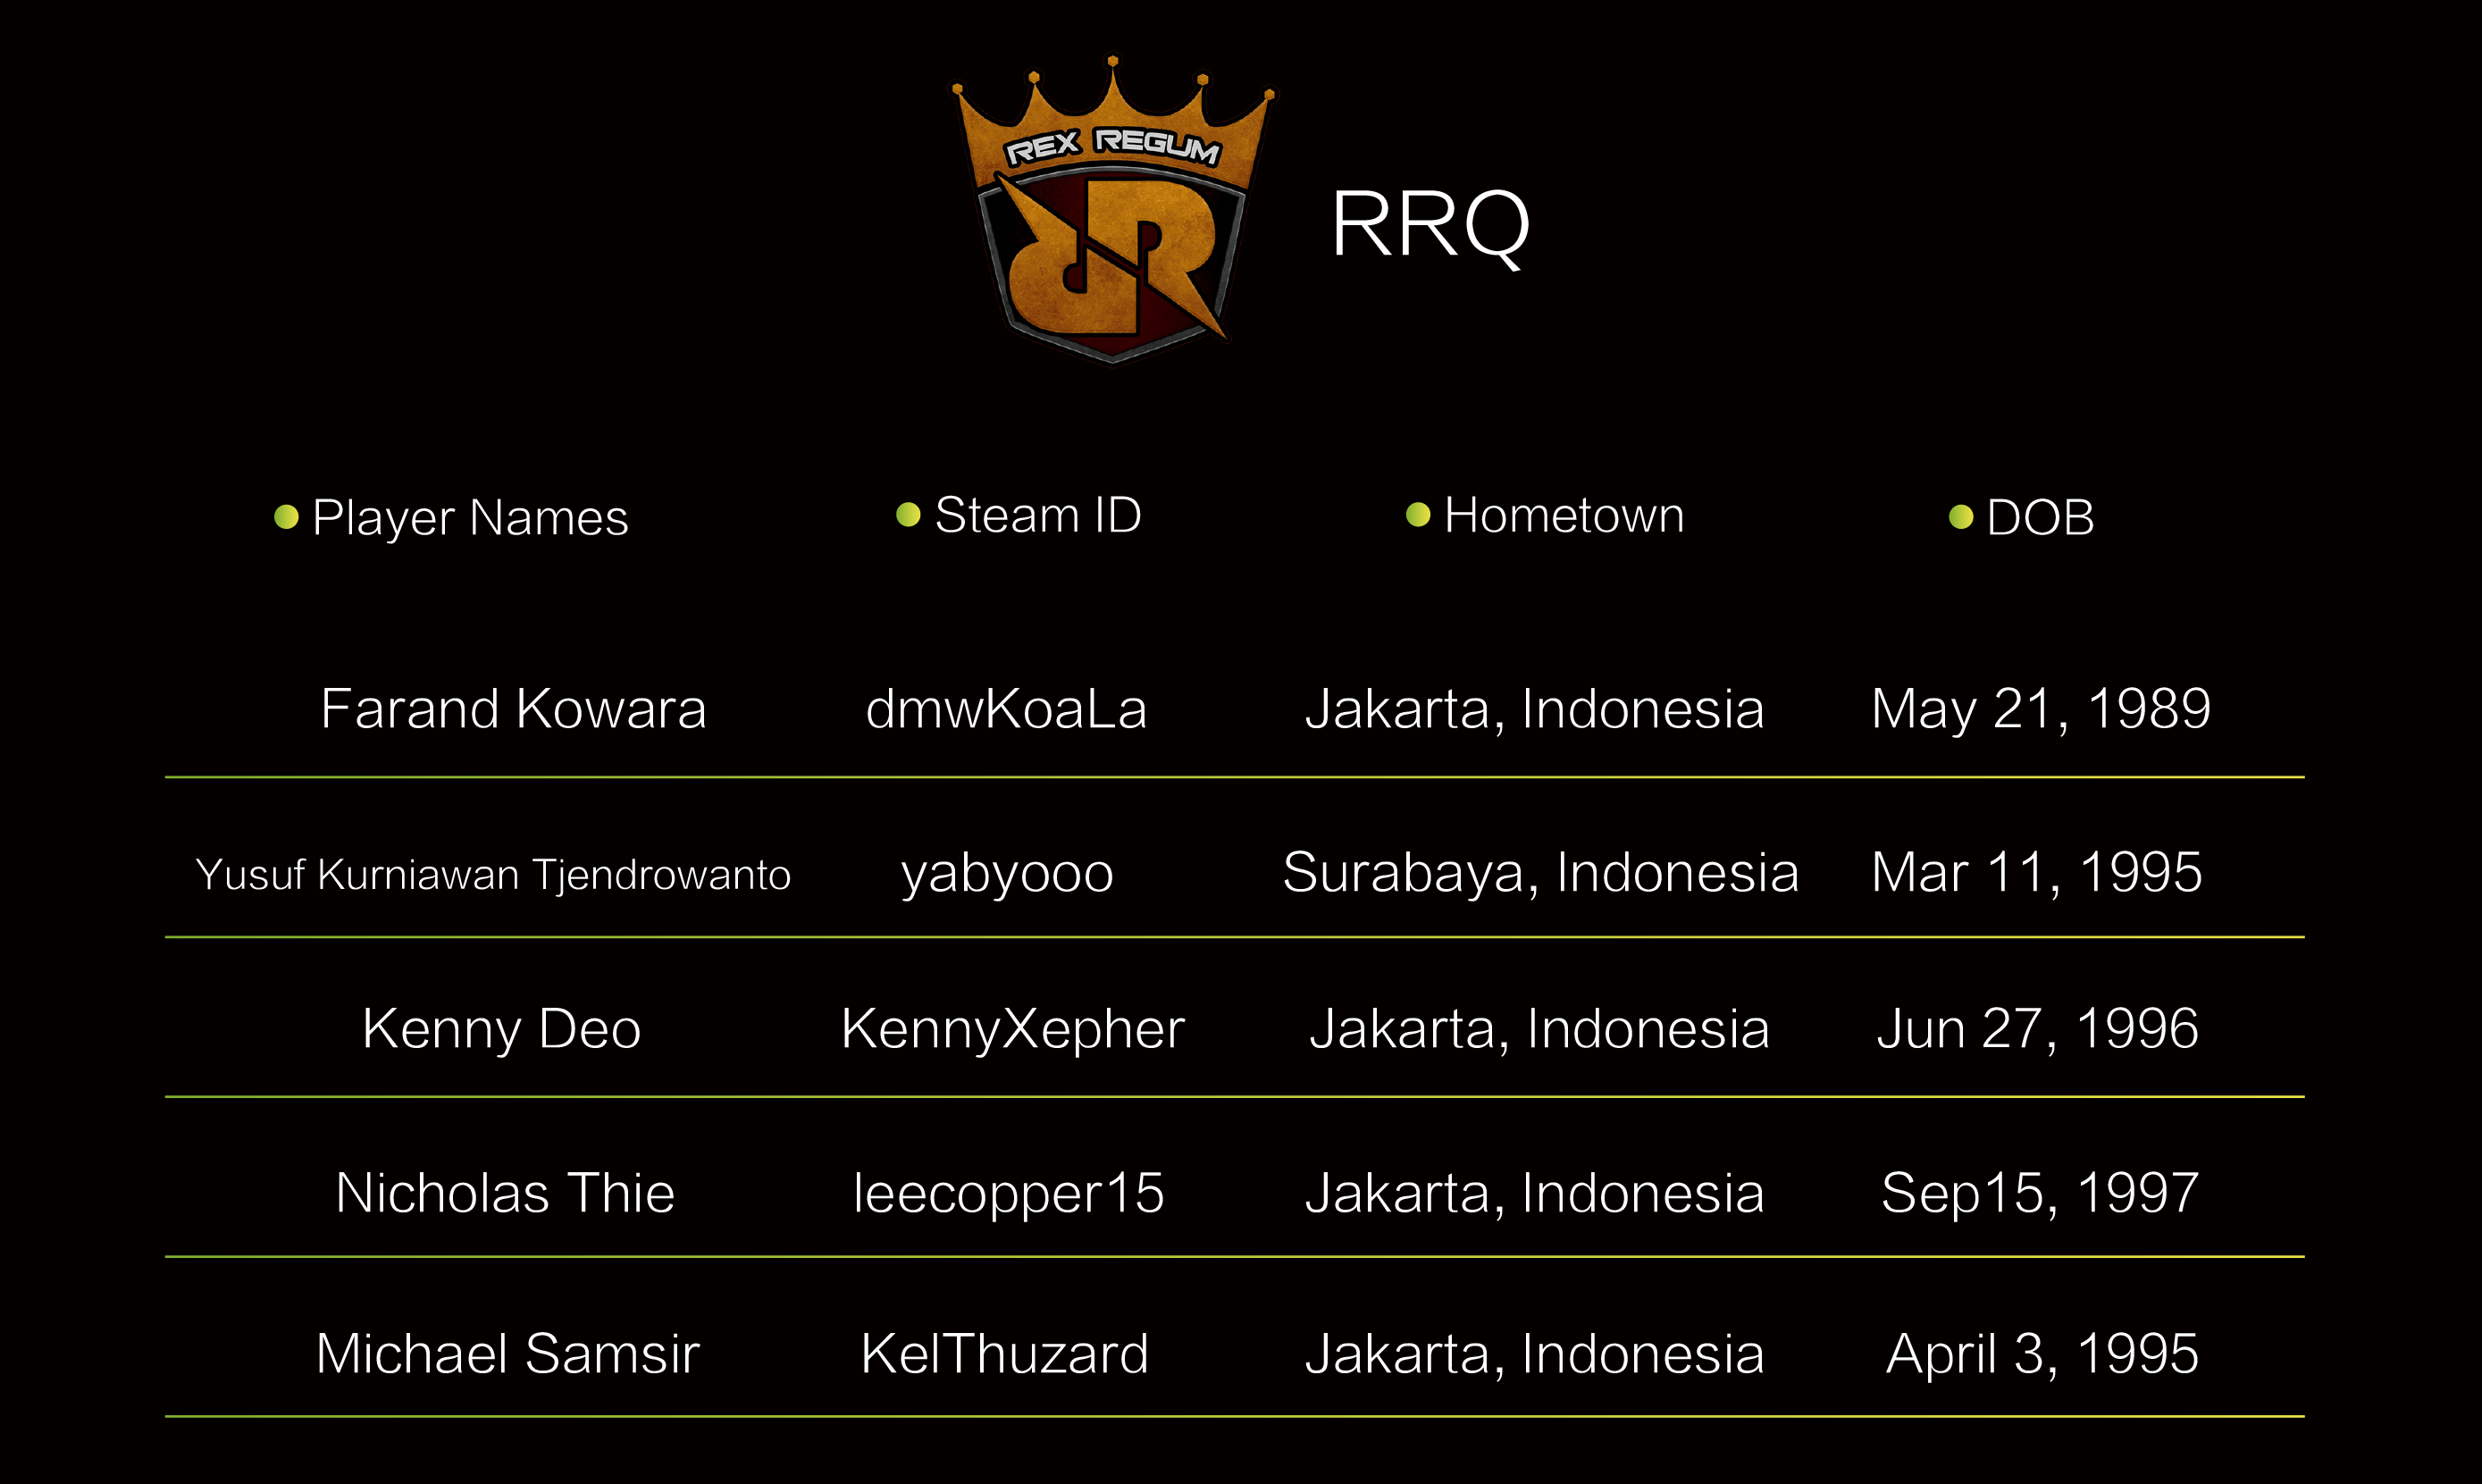 REX REGUM
RRQ
Player Names Steam ID Hometown DOB
Farand Kowara dmwKoaLa Jakarta, Indonesia May 21, 1989
Yusuf Kurniawan Tjendrowanto yabyooo Surabaya, Indonesia Mar 11, 1995
Kenny Deo KennyXepher Jakarta, Indonesia Jun 27, 1996
Nicholas Thie leecopper15 Jakarta, Indonesia Sep15, 1997
Michael Samsir KelThuzard Jakarta, Indonesia April 3, 1995